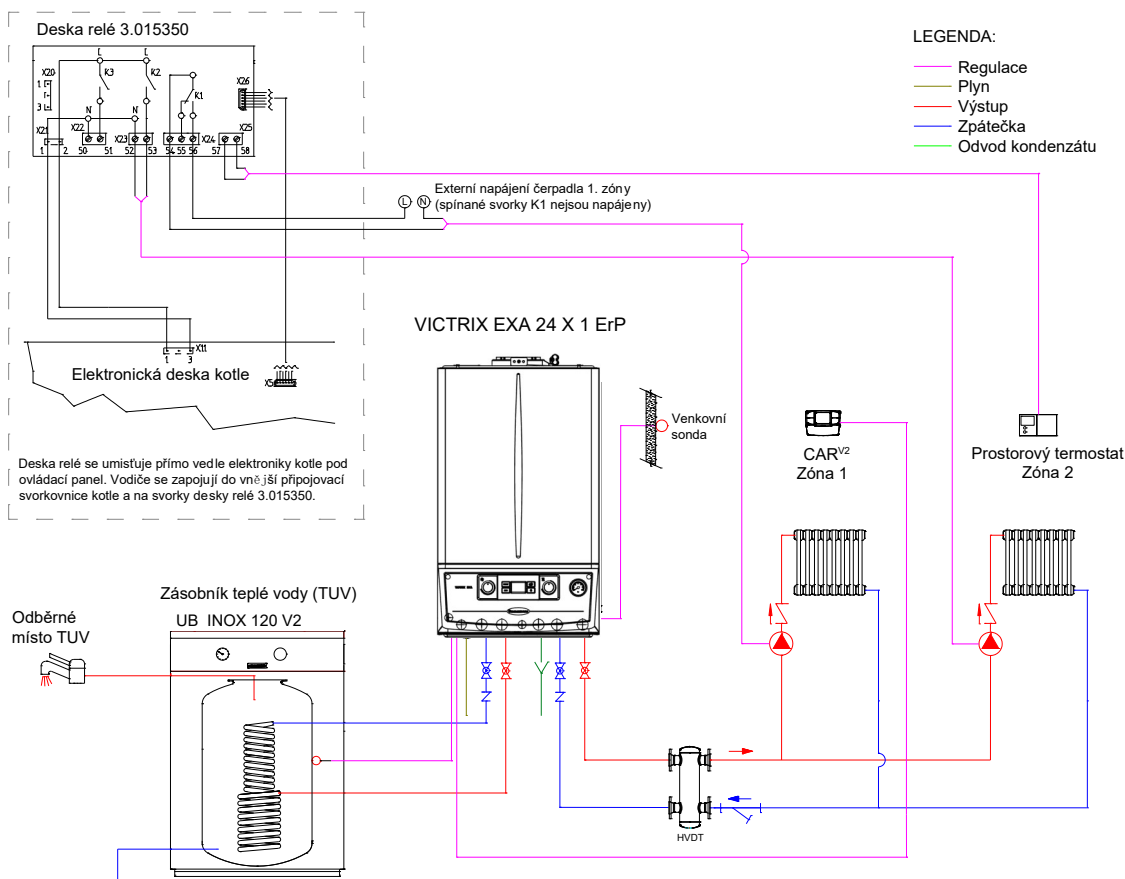 Deska relé 3.015350
L L
X20 K3 K2 X26
1
3
K1
N N
X21 X22 X23 X24 X25
1 2 50 51 52 53 54 55 56 57 58
Externí napájení čerpadla 1. zóny
L N (spínané svorky K1 nejsou napájeny)
X11
1 3
Elektronická deska kotle
X5
Deska relé se umisťuje přímo vedle elektroniky kotle pod
ovládací panel. Vodiče se zapojují do vnější připojovací
svorkovnice kotle a na svorky desky relé 3.015350.
LEGENDA:
Regulace
Plyn
Výstup
Zpátečka
Odvod kondenzátu
VICTRIX EXA 24 X 1 ErP
Venkovní
sonda
CARV2
Zóna 1
Prostorový termostat
Zóna 2
Zásobník teplé vody (TUV)
UB INOX 120 V2
Odběrné
místo TUV
HVDT